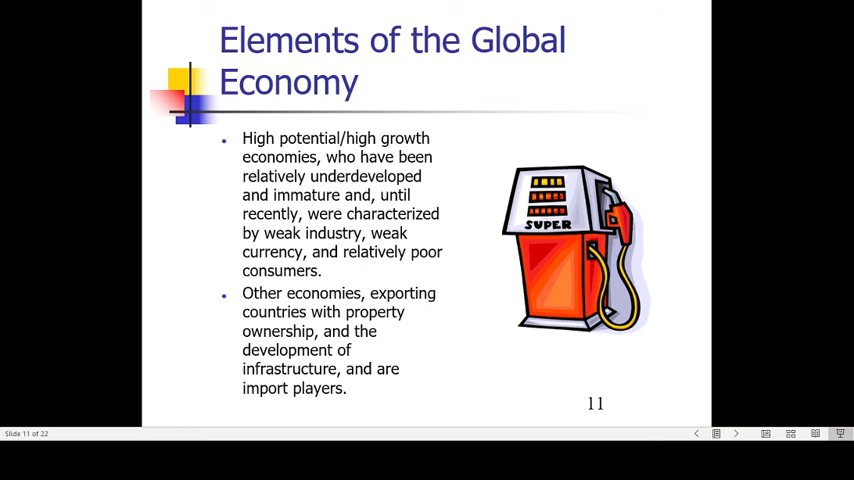 Elements of the Global
Economy
High potential/high growth
economies, who have been
relatively underdeveloped
and immature and, until
recently, were characterized
by weak industry, weak
currency, and relatively poor
consumers.
Other economies, exporting
countries with property
ownership, and the
development of
infrastructure, and are
import players.
SUPER
11
Slide 11 of 22